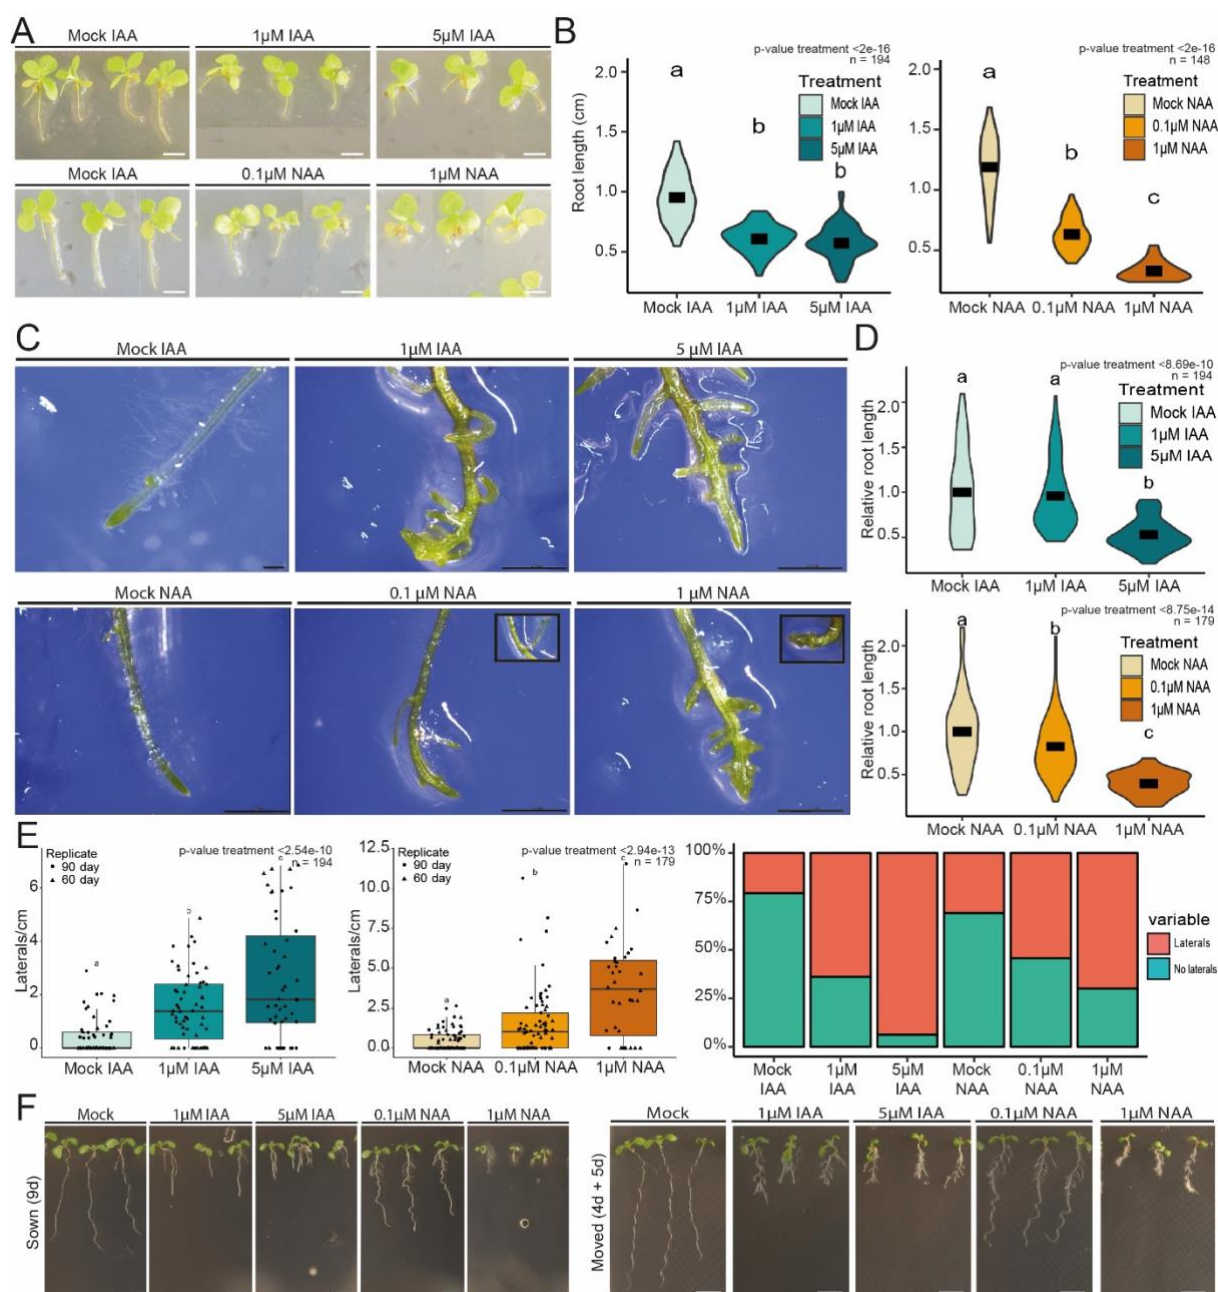 A
Mock IAA
1µM IAA
5µM IAA
Mock IAA
0.1µM NAA
1µM NAA
B
p-value treatment <2e-16
n = 194
Root length (cm)
2.0
1.5
1.0
0.5
a
b
b
Treatment
Mock IAA
1µM IAA
5µM IAA
Mock IAA
1µM IAA
5µM IAA
p-value treatment <2e-16
n = 148
2.0
1.5
1.0
0.5
a
b
c
Treatment
Mock NAA
0.1µM NAA
1µM NAA
Mock NAA
0.1µM NAA
1µM NAA
C
Mock IAA
1µM IAA
5 µM IAA
Mock NAA
0.1 µM NAA
1 µM NAA
D
p-value treatment <8.69e-10
n = 194
Relative root length
2.0
1.5
1.0
0.5
a
a
b
Treatment
Mock IAA
1µM IAA
5µM IAA
Mock IAA
1µM IAA
5µM IAA
p-value treatment <8.75e-14
n = 179
Relative root length
2.0
1.5
1.0
0.5
a
b
c
Treatment
Mock NAA
0.1µM NAA
1µM NAA
Mock NAA
0.1µM NAA
1µM NAA
E
Replicate
90 day
60 day
p-value treatment <2.54e-10
n = 194
Laterals/cm
6
4
2
0
a
c
Mock IAA
1µM IAA
5µM IAA
Replicate
90 day
60 day
p-value treatment <2.94e-13
n = 179
Laterals/cm
12.5
10.0
7.5
5.0
2.5
0.0
a
b
c
Mock NAA
0.1µM NAA
1µM NAA
100%
75%
50%
25%
0%
Mock IAA
1µM IAA
5µM IAA
Mock NAA
0.1µM NAA
1µM NAA
variable
Laterals
No laterals
F
Sown (9d)
Mock
1µM IAA
5µM IAA
0.1µM NAA
1µM NAA
Moved (4d + 5d)
Mock
1µM IAA
5µM IAA
0.1µM NAA
1µM NAA